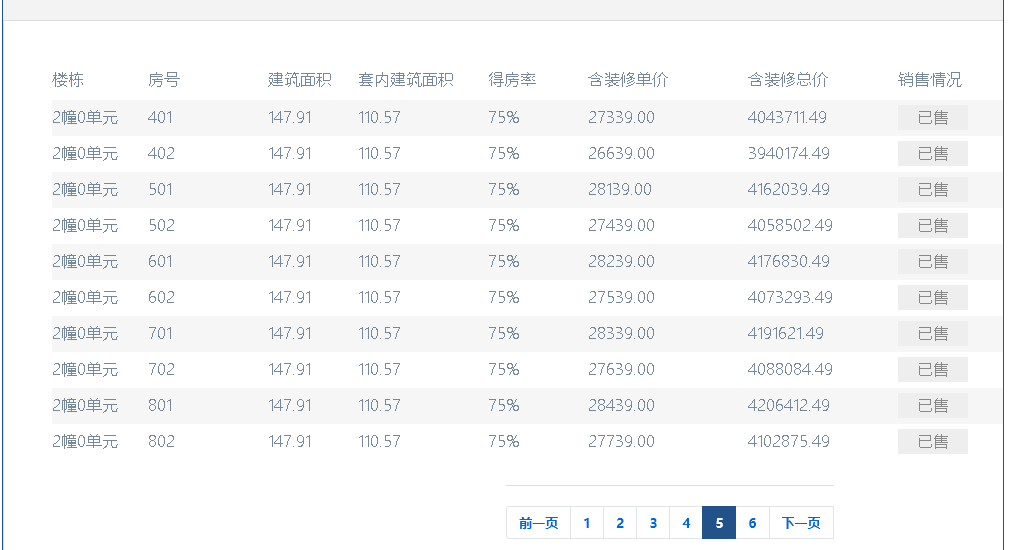 楼栋 房号 建筑面积 套内建筑面积 得房率 含装修单价 含装修总价 销售情况
2幢0单元 401 147.91 110.57 75% 27339.00 4043711.49 已售
2幢0单元 402 147.91 110.57 75% 26639.00 3940174.49 已售
2幢0单元 501 147.91 110.57 75% 28139.00 4162039.49 已售
2幢0单元 502 147.91 110.57 75% 27439.00 4058502.49 已售
2幢0单元 601 147.91 110.57 75% 28239.00 4176830.49 已售
2幢0单元 602 147.91 110.57 75% 27539.00 4073293.49 已售
2幢0单元 701 147.91 110.57 75% 28339.00 4191621.49 已售
2幢0单元 702 147.91 110.57 75% 27639.00 4088084.49 已售
2幢0单元 801 147.91 110.57 75% 28439.00 4206412.49 已售
2幢0单元 802 147.91 110.57 75% 27739.00 4102875.49 已售
前一页 1 2 3 4 5 6 下一页